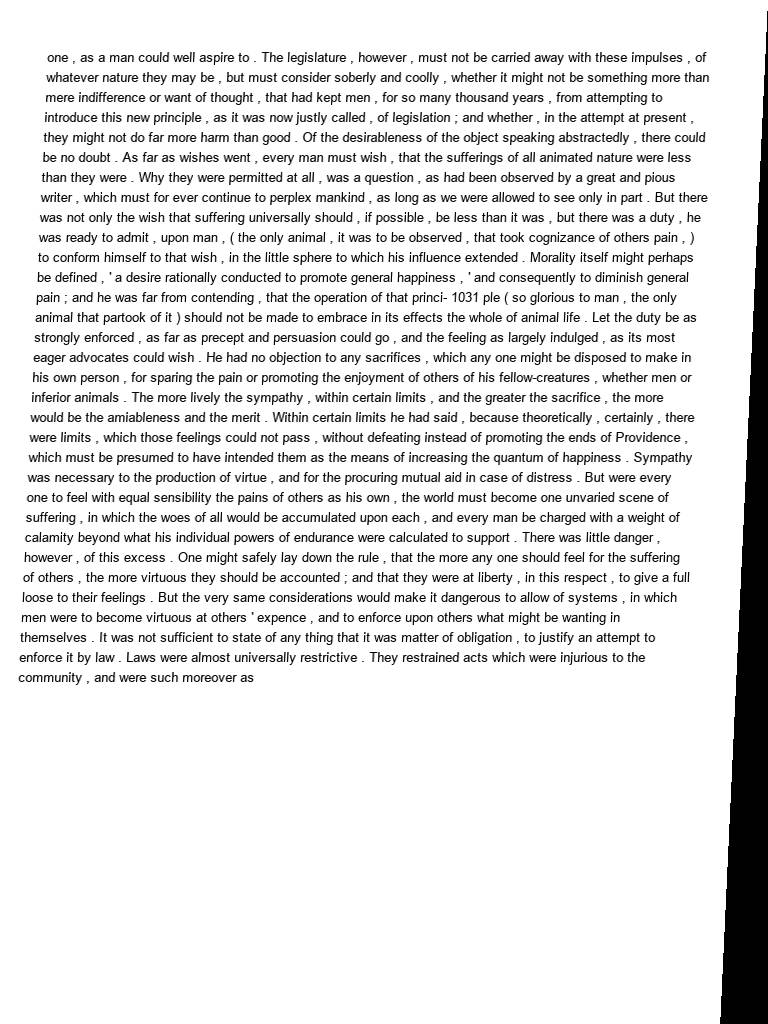 one , as a man could well aspire to . The legislature , however , must not be carried away with these impulses , of
whatever nature they may be , but must consider soberly and coolly , whether it might not be something more than
mere indifference or want of thought , that had kept men , for so many thousand years , from attempting to
introduce this new principle , as it was now justly called , of legislation ; and whether , in the attempt at present ,
they might not do far more harm than good . Of the desirableness of the object speaking abstractedly , there could
be no doubt . As far as wishes went , every man must wish , that the sufferings of all animated nature were less
than they were . Why they were permitted at all , was a question , as had been observed by a great and pious
writer , which must for ever continue to perplex mankind , as long as we were allowed to see only in part . But there
was not only the wish that suffering universally should , if possible , be less than it was , but there was a duty , he
was ready to admit , upon man , ( the only animal , it was to be observed , that took cognizance of others pain , )
to conform himself to that wish , in the little sphere to which his influence extended . Morality itself might perhaps
be defined , ' a desire rationally conducted to promote general happiness , ' and consequently to diminish general
pain ; and he was far from contending , that the operation of that princi- 1031 ple ( so glorious to man , the only
animal that partook of it ) should not be made to embrace in its effects the whole of animal life . Let the duty be as
strongly enforced , as far as precept and persuasion could go , and the feeling as largely indulged , as its most
eager advocates could wish . He had no objection to any sacrifices , which any one might be disposed to make in
his own person , for sparing the pain or promoting the enjoyment of others of his fellow-creatures , whether men or
inferior animals . The more lively the sympathy , within certain limits , and the greater the sacrifice , the more
would be the amiableness and the merit . Within certain limits he had said , because theoretically , certainly , there
were limits , which those feelings could not pass , without defeating instead of promoting the ends of Providence ,
which must be presumed to have intended them as the means of increasing the quantum of happiness . Sympathy
was necessary to the production of virtue , and for the procuring mutual aid in case of distress . But were every
one to feel with equal sensibility the pains of others as his own , the world must become one unvaried scene of
suffering , in which the woes of all would be accumulated upon each , and every man be charged with a weight of
calamity beyond what his individual powers of endurance were calculated to support . There was little danger ,
however , of this excess . One might safely lay down the rule , that the more any one should feel for the suffering
of others , the more virtuous they should be accounted ; and that they were at liberty , in this respect , to give a full
loose to their feelings . But the very same considerations would make it dangerous to allow of systems , in which
men were to become virtuous at others ' expence , and to enforce upon others what might be wanting in
themselves . It was not sufficient to state of any thing that it was matter of obligation , to justify an attempt to
enforce it by law . Laws were almost universally restrictive . They restrained acts which were injurious to the
community , and were such moreover as